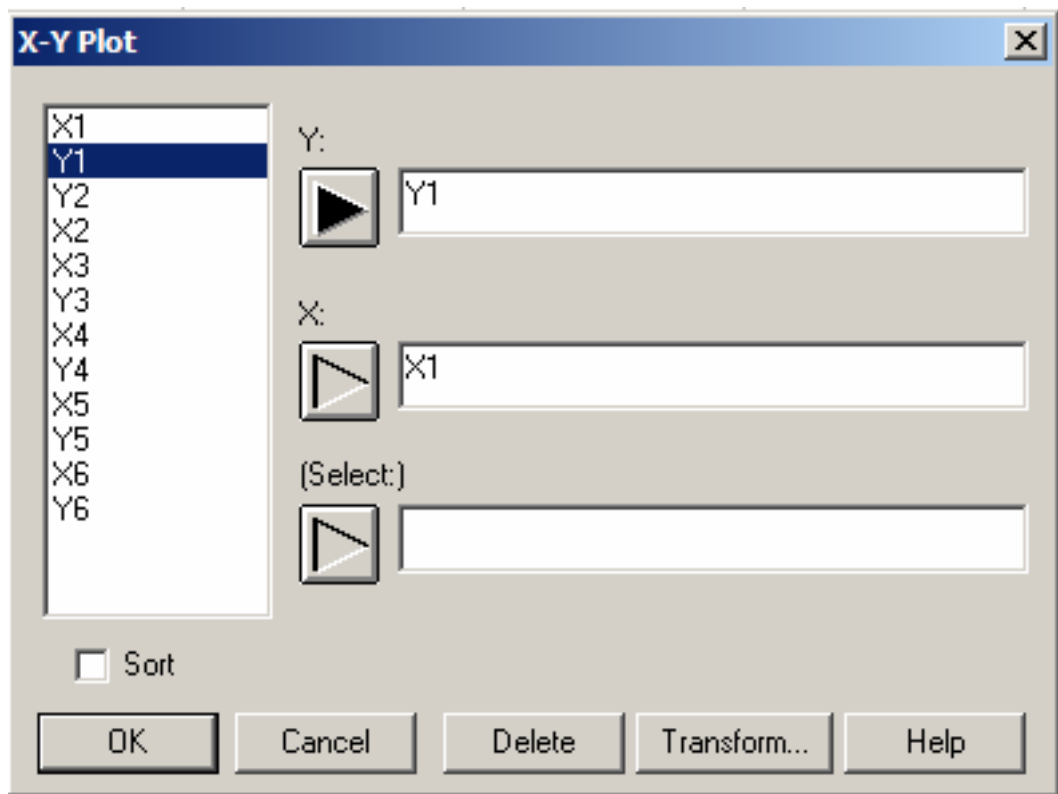 X-Y Plot
X1
Y1
Y2
X2
X3
Y3
X4
Y4
X5
Y5
X6
Y6
Y:
Y1
X:
X1
(Select:)
Sort
OK
Cancel
Delete
Transform...
Help